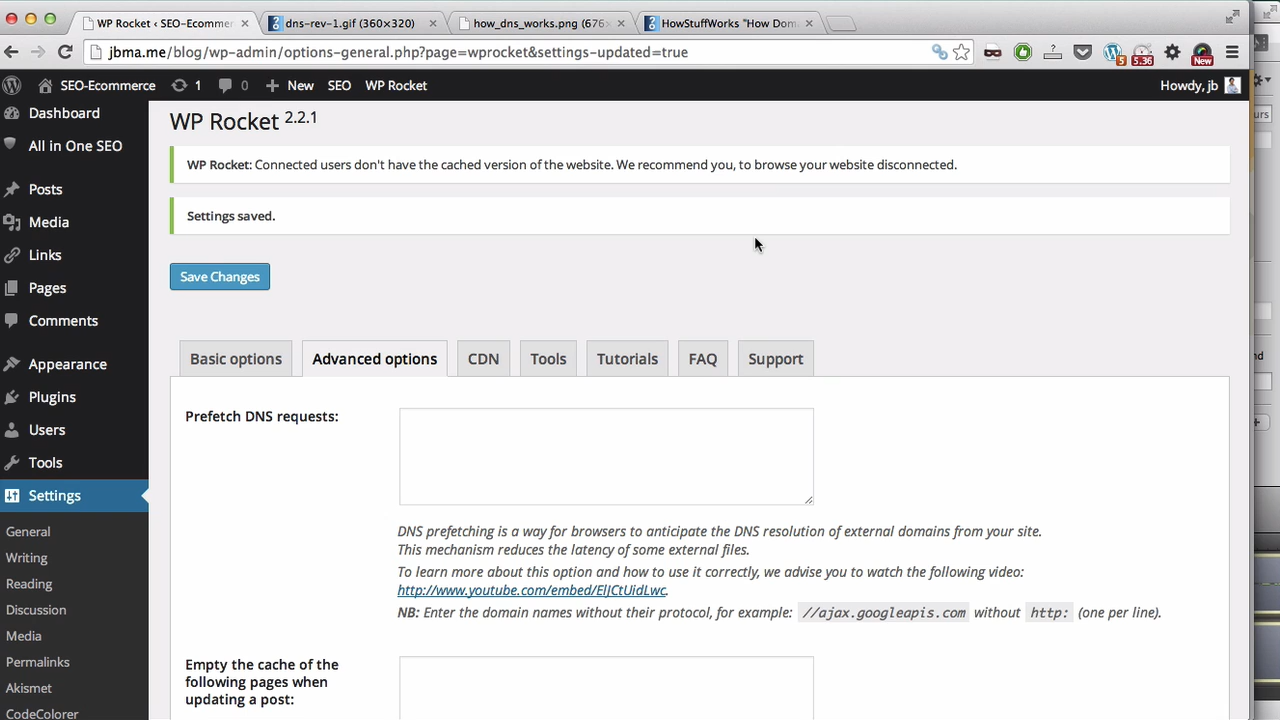 WP Rocket ‹ SEO-Ecommer
dns-rev-1.gif (360×320)
how_dns_works.png (676×
HowStuffWorks "How Dom
jbma.me/blog/wp-admin/options-general.php?page=wprocket&settings-updated=true
5
5.36
New
SEO-Ecommerce
1
0
New
SEO
WP Rocket
Howdy, jb
Dashboard
All in One SEO
Posts
Media
Links
Pages
Comments
Appearance
Plugins
Users
Tools
Settings
General
Writing
Reading
Discussion
Media
Permalinks
Akismet
CodeColorer
WP Rocket 2.2.1
WP Rocket: Connected users don't have the cached version of the website. We recommend you, to browse your website disconnected.
Settings saved.
Save Changes
Basic options
Advanced options
CDN
Tools
Tutorials
FAQ
Support
Prefetch DNS requests:
DNS prefetching is a way for browsers to anticipate the DNS resolution of external domains from your site.
This mechanism reduces the latency of some external files.
To learn more about this option and how to use it correctly, we advise you to watch the following video:
NB: Enter the domain names without their protocol, for example: //ajax.googleapis.com without http: (one per line).
Empty the cache of the
following pages when
updating a post:
urs
nd